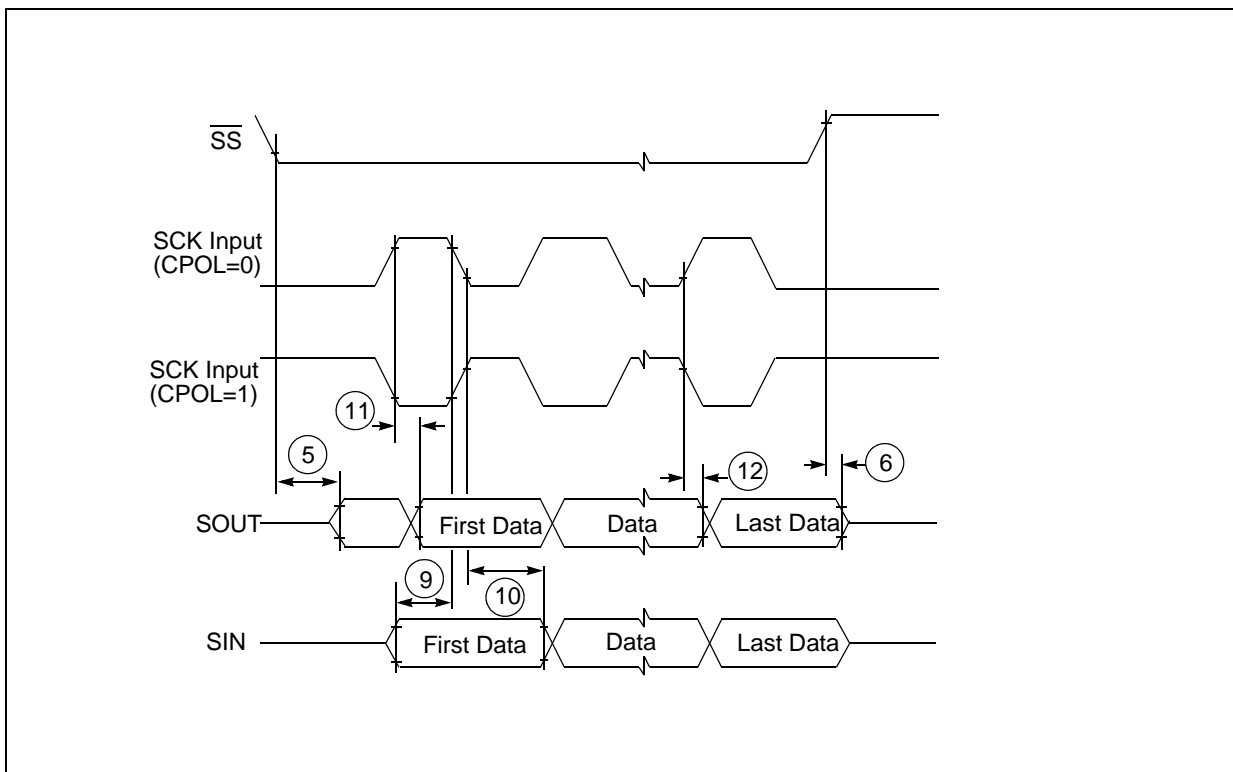 SS
SCK Input
(CPOL=0)
SCK Input
(CPOL=1)
11
5
12
6
SOUT
First Data
Data
Last Data
9
10
SIN
First Data
Data
Last Data